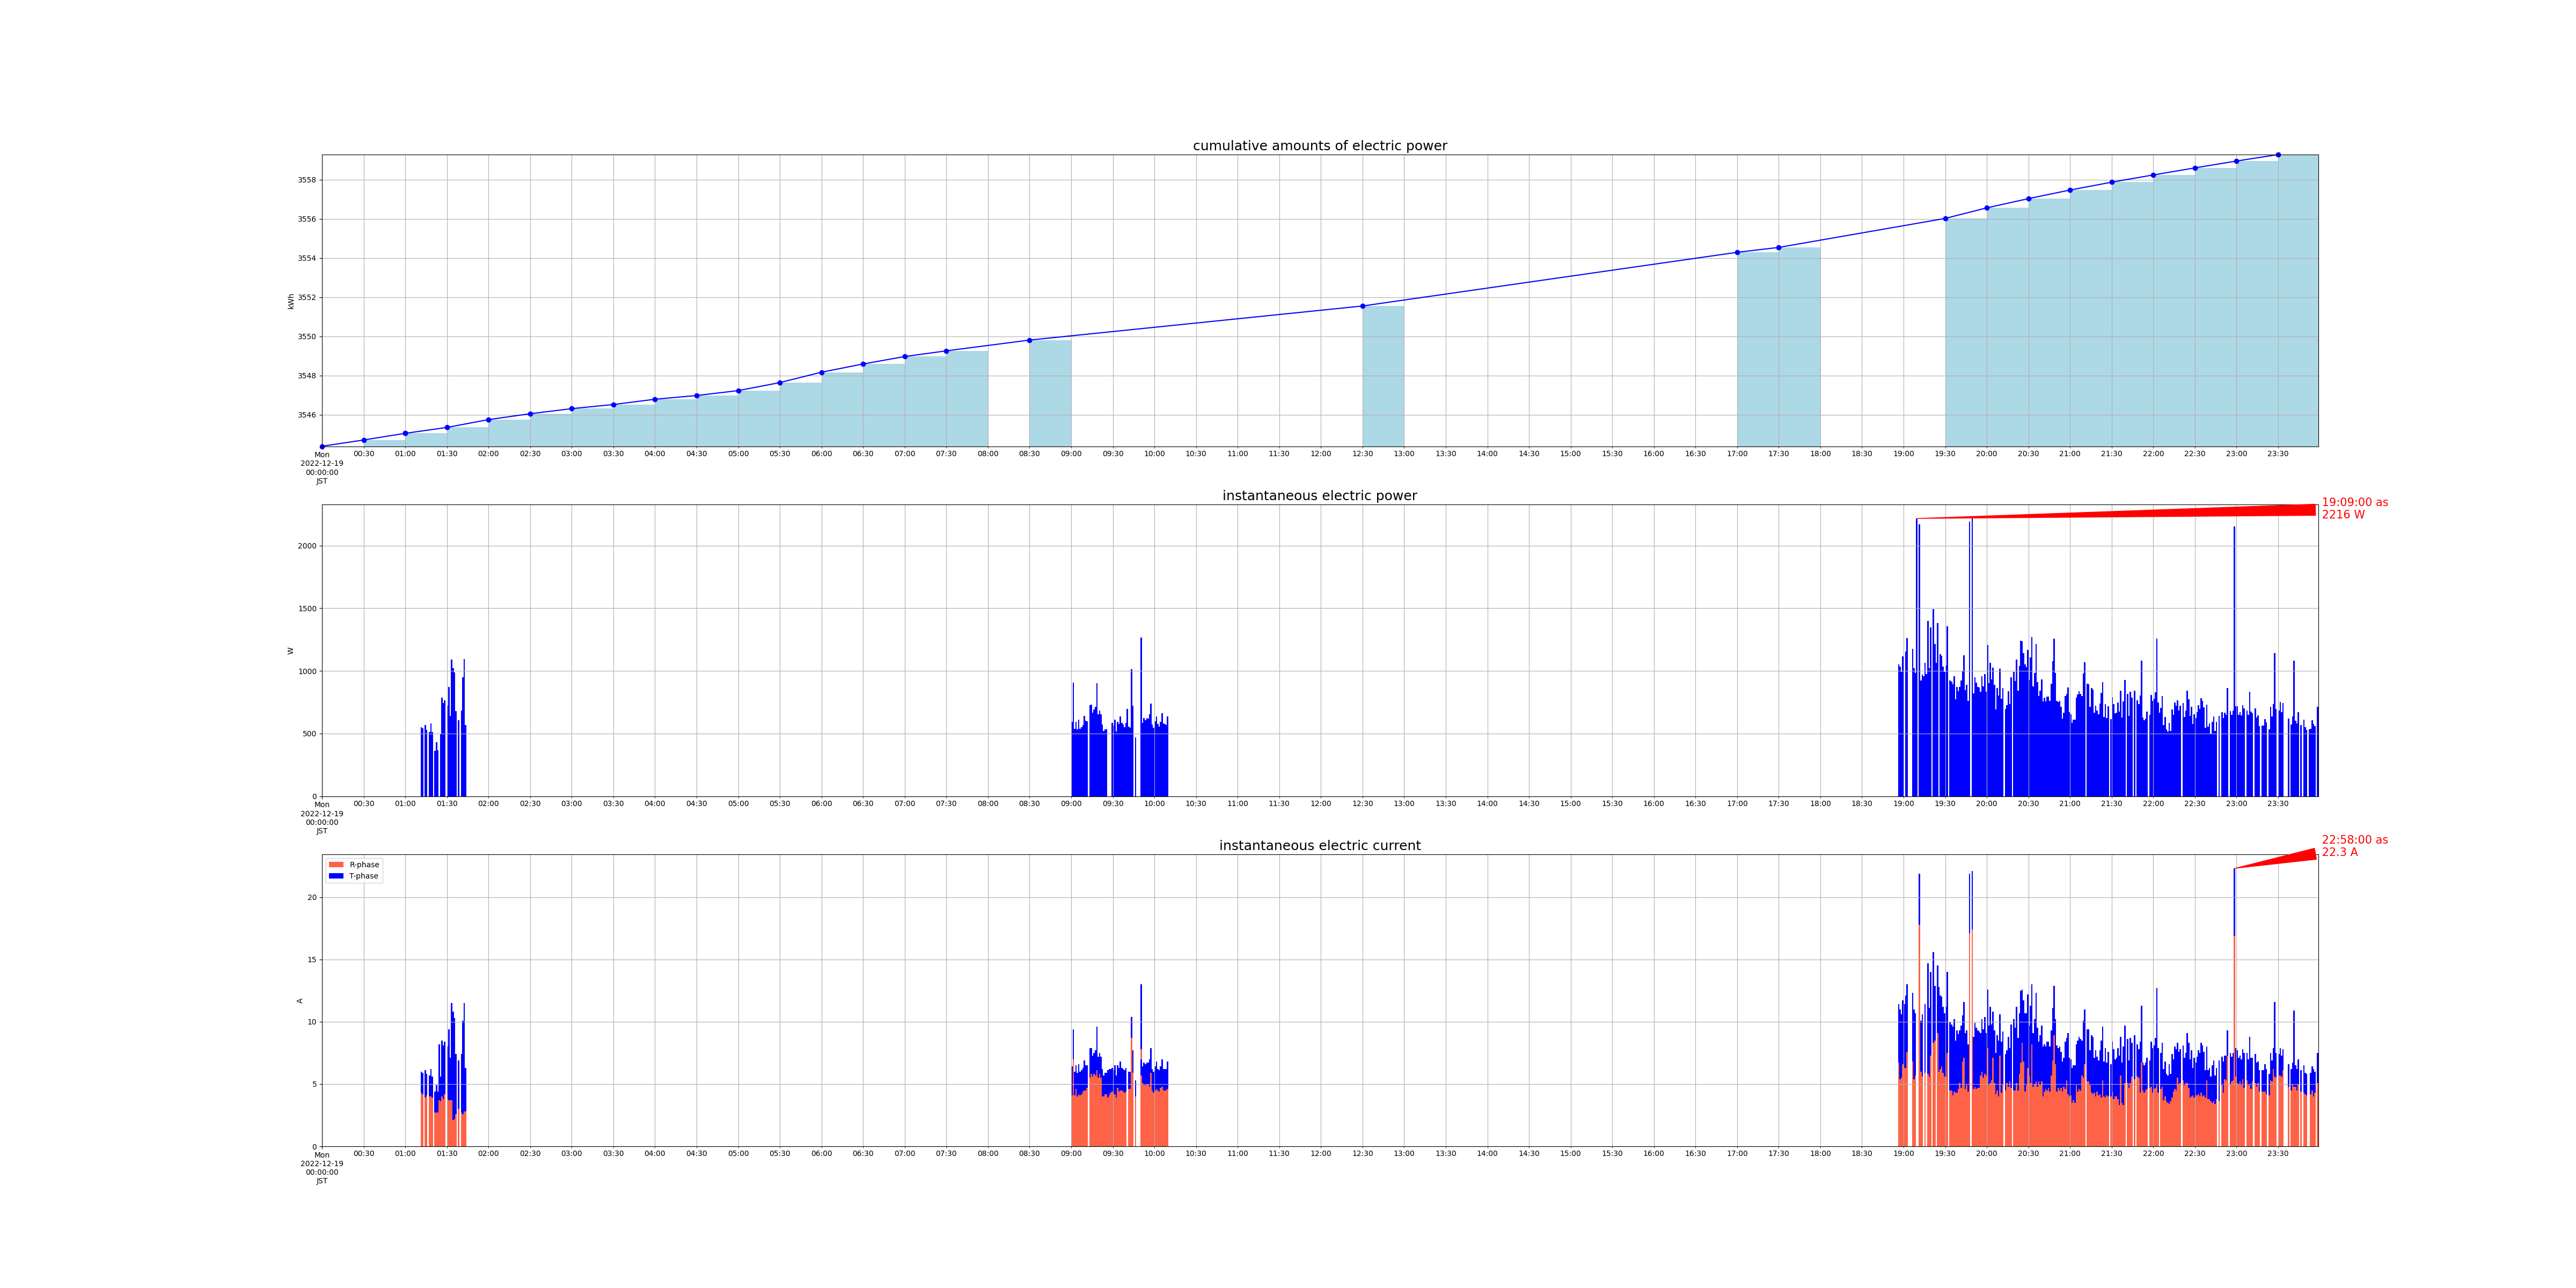 cumulative amounts of electric power
kWh
3558
3556
3554
3552
3550
3548
3546
00:30 01:00 01:30 02:00 02:30 03:00 03:30 04:00 04:30 05:00 05:30 06:00 06:30 07:00 07:30 08:00 08:30 09:00 09:30 10:00 10:30 11:00 11:30 12:00 12:30 13:00 13:30 14:00 14:30 15:00 15:30 16:00 16:30 17:00 17:30 18:00 18:30 19:00 19:30 20:00 20:30 21:00 21:30 22:00 22:30 23:00 23:30
Mon
2022-12-19
00:00:00
JST
instantaneous electric power
19:09:00 as
2216 W
W
2000
1500
1000
500
0
00:30 01:00 01:30 02:00 02:30 03:00 03:30 04:00 04:30 05:00 05:30 06:00 06:30 07:00 07:30 08:00 08:30 09:00 09:30 10:00 10:30 11:00 11:30 12:00 12:30 13:00 13:30 14:00 14:30 15:00 15:30 16:00 16:30 17:00 17:30 18:00 18:30 19:00 19:30 20:00 20:30 21:00 21:30 22:00 22:30 23:00 23:30
Mon
2022-12-19
00:00:00
JST
instantaneous electric current
22:58:00 as
22.3 A
R-phase
T-phase
A
20
15
10
5
0
00:30 01:00 01:30 02:00 02:30 03:00 03:30 04:00 04:30 05:00 05:30 06:00 06:30 07:00 07:30 08:00 08:30 09:00 09:30 10:00 10:30 11:00 11:30 12:00 12:30 13:00 13:30 14:00 14:30 15:00 15:30 16:00 16:30 17:00 17:30 18:00 18:30 19:00 19:30 20:00 20:30 21:00 21:30 22:00 22:30 23:00 23:30
Mon
2022-12-19
00:00:00
JST